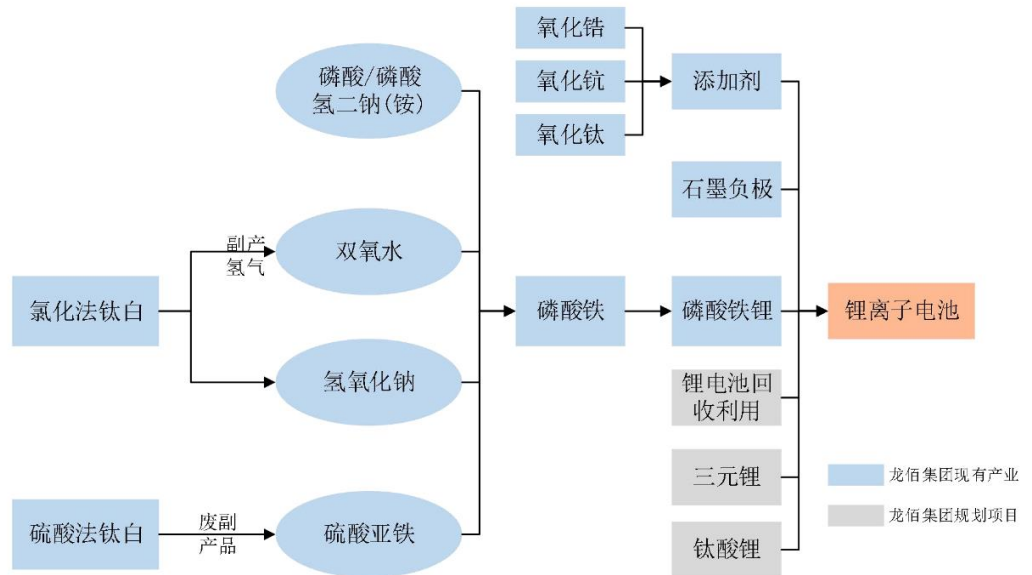 氧化锆
磷酸/磷酸
氢二钠(铵)
氧化钪
添加剂
氧化钛
石墨负极
副产
氢气
双氧水
氯化法钛白
磷酸铁
磷酸铁锂
锂离子电池
氢氧化钠
锂电池回
收利用
三元锂
龙佰集团现有产业
硫酸法钛白
废副
产品
硫酸亚铁
龙佰集团规划项目
钛酸锂